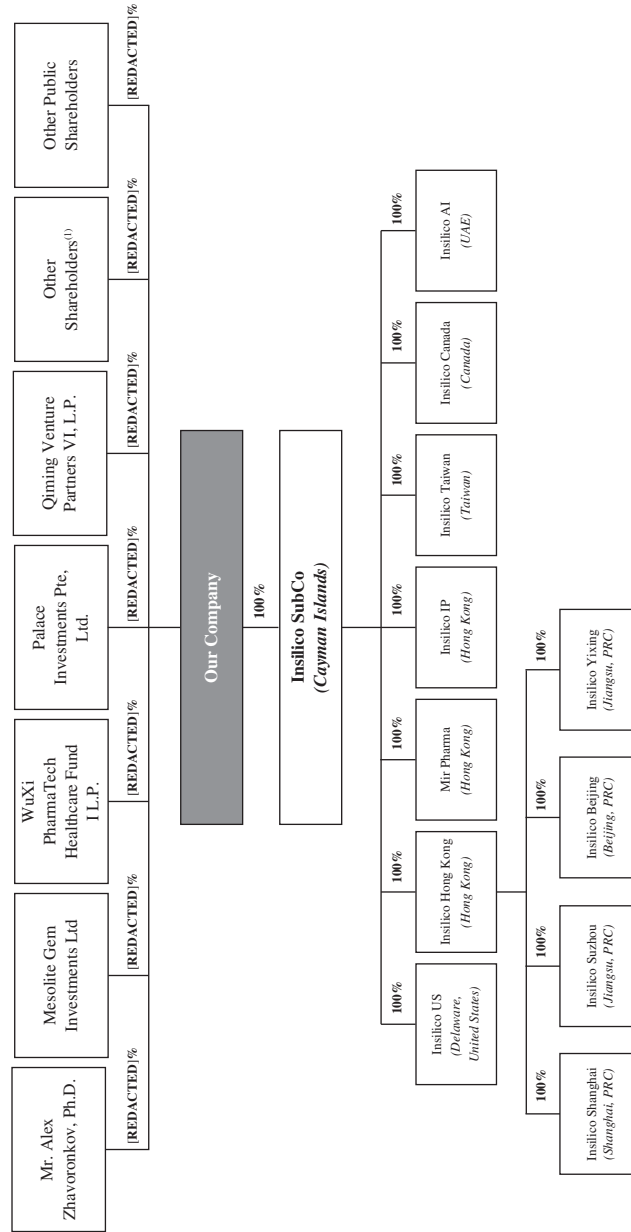 Mr. Alex
Zhavoronkov, Ph.D.
Mesolite Gem
Investments Ltd
WuXi
PharmaTech
Healthcare Fund
I L.P.
Palace
Investments Pte,
Ltd.
Qiming Venture
Partners VI, L.P.
Other
Shareholders(1)
Other Public
Shareholders
[REDACTED]%
[REDACTED]%
[REDACTED]%
[REDACTED]%
[REDACTED]%
[REDACTED]%
[REDACTED]%
Our Company
100%
Insilico SubCo
(Cayman Islands)
100%
100%
100%
100%
100%
100%
100%
Insilico US
(Delaware,
United States)
Insilico Hong Kong
(Hong Kong)
Mir Pharma
(Hong Kong)
Insilico IP
(Hong Kong)
Insilico Taiwan
(Taiwan)
Insilico Canada
(Canada)
Insilico AI
(UAE)
100%
100%
100%
100%
Insilico Shanghai
(Shanghai, PRC)
Insilico Suzhou
(Jiangsu, PRC)
Insilico Beijing
(Beijing, PRC)
Insilico Yixing
(Jiangsu, PRC)